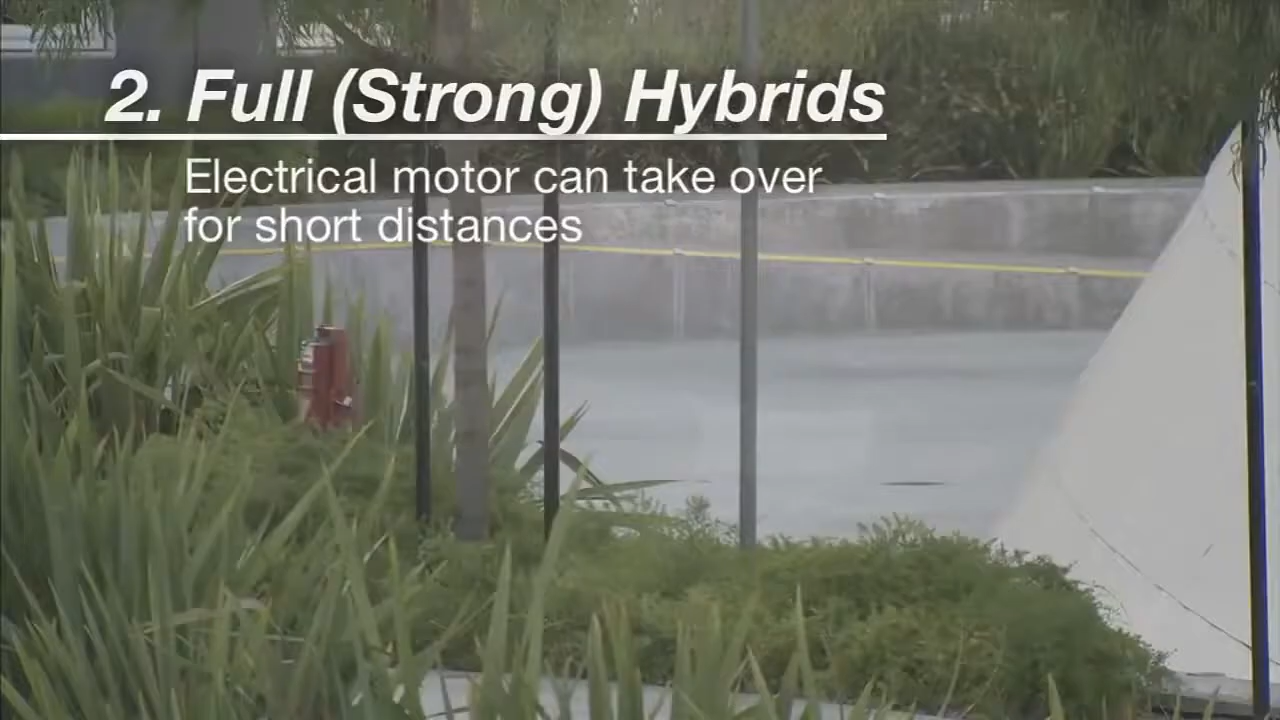 2. Full (Strong) Hybrids
Electrical motor can take over
for short distances